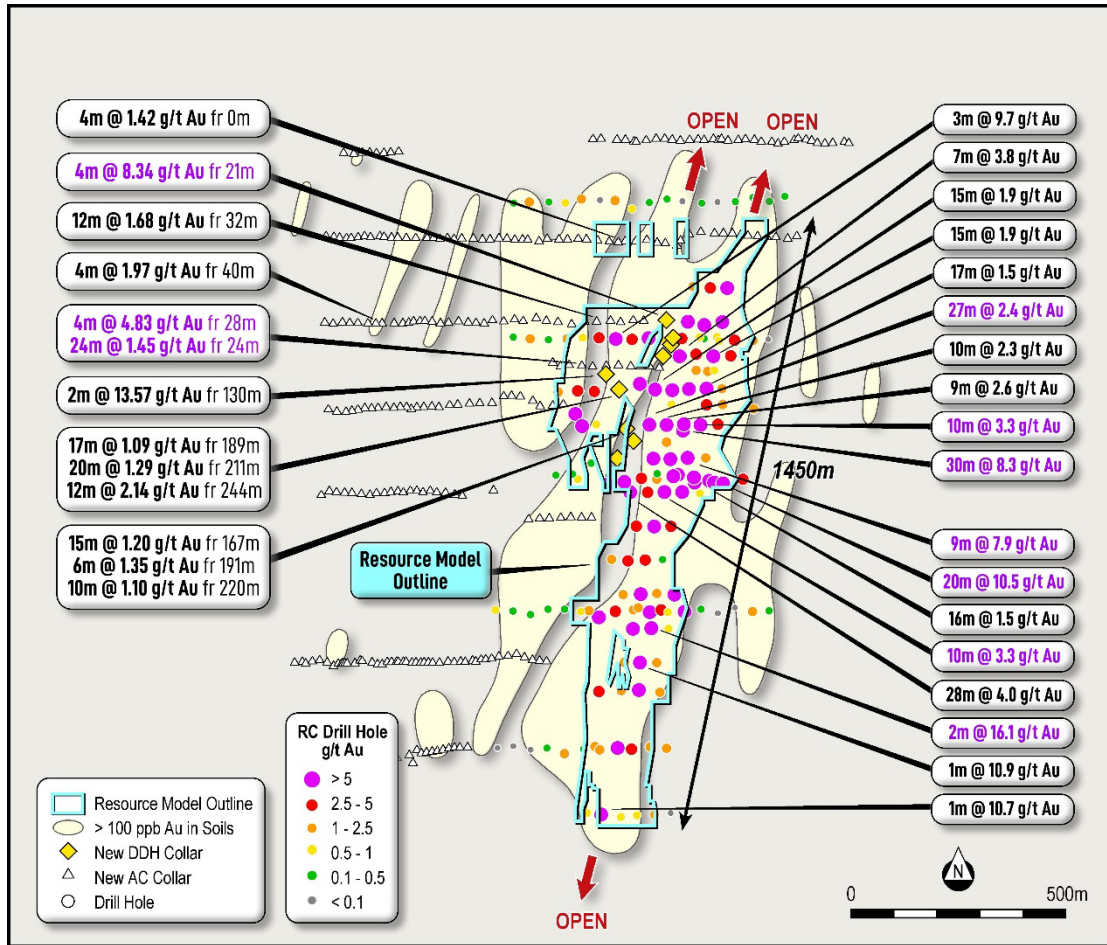 4m @ 1.42 g/t Au fr 0m
4m @ 8.34 g/t Au fr 21m
12m @ 1.68 g/t Au fr 32m
4m @ 1.97 g/t Au fr 40m
4m @ 4.83 g/t Au fr 28m
24m @ 1.45 g/t Au fr 24m
2m @ 13.57 g/t Au fr 130m
17m @ 1.09 g/t Au fr 189m
20m @ 1.29 g/t Au fr 211m
12m @ 2.14 g/t Au fr 244m
15m @ 1.20 g/t Au fr 167m
6m @ 1.35 g/t Au fr 191m
10m @ 1.10 g/t Au fr 220m
Resource Model
Outline
OPEN
OPEN
1450m
OPEN
3m @ 9.7 g/t Au
7m @ 3.8 g/t Au
15m @ 1.9 g/t Au
15m @ 1.9 g/t Au
17m @ 1.5 g/t Au
27m @ 2.4 g/t Au
10m @ 2.3 g/t Au
9m @ 2.6 g/t Au
10m @ 3.3 g/t Au
30m @ 8.3 g/t Au
9m @ 7.9 g/t Au
20m @ 10.5 g/t Au
16m @ 1.5 g/t Au
10m @ 3.3 g/t Au
28m @ 4.0 g/t Au
2m @ 16.1 g/t Au
1m @ 10.9 g/t Au
1m @ 10.7 g/t Au
Resource Model Outline
> 100 ppb Au in Soils
New DDH Collar
New AC Collar
Drill Hole
RC Drill Hole
g/t Au
> 5
2.5 - 5
1 - 2.5
0.5 - 1
0.1 - 0.5
< 0.1
N
0 500m